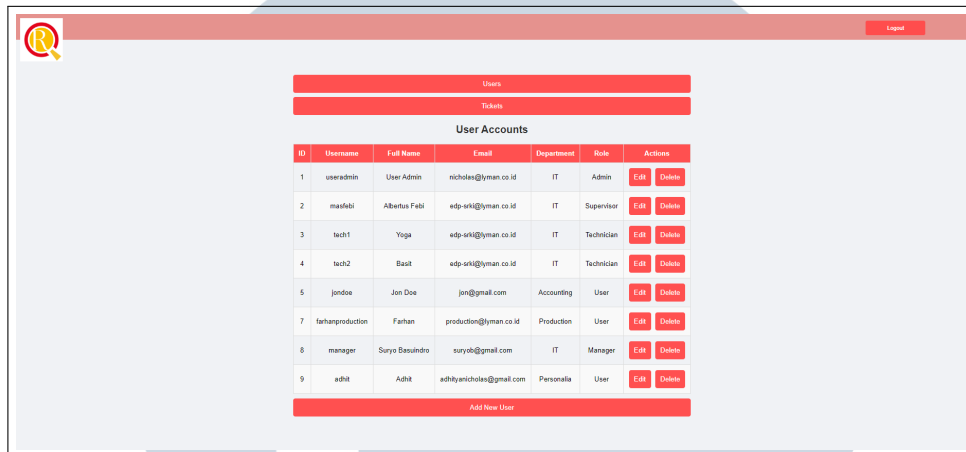 R
Logout
Users
Tickets
User Accounts
ID Username Full Name Email Department Role Actions
1 useradmin User Admin nicholas@lyman.co.id IT Admin Edit Delete
2 masfebi Albertus Febi edp-srki@lyman.co.id IT Supervisor Edit Delete
3 tech1 Yoga edp-srki@lyman.co.id IT Technician Edit Delete
4 tech2 Basit edp-srki@lyman.co.id IT Technician Edit Delete
5 jondoe Jon Doe jon@gmail.com Accounting User Edit Delete
7 farhanproduction Farhan production@lyman.co.id Production User Edit Delete
8 manager Suryo Basuindro suryob@gmail.com IT Manager Edit Delete
9 adhit Adhit adhityanicholas@gmail.com Personalia User Edit Delete
Add New User